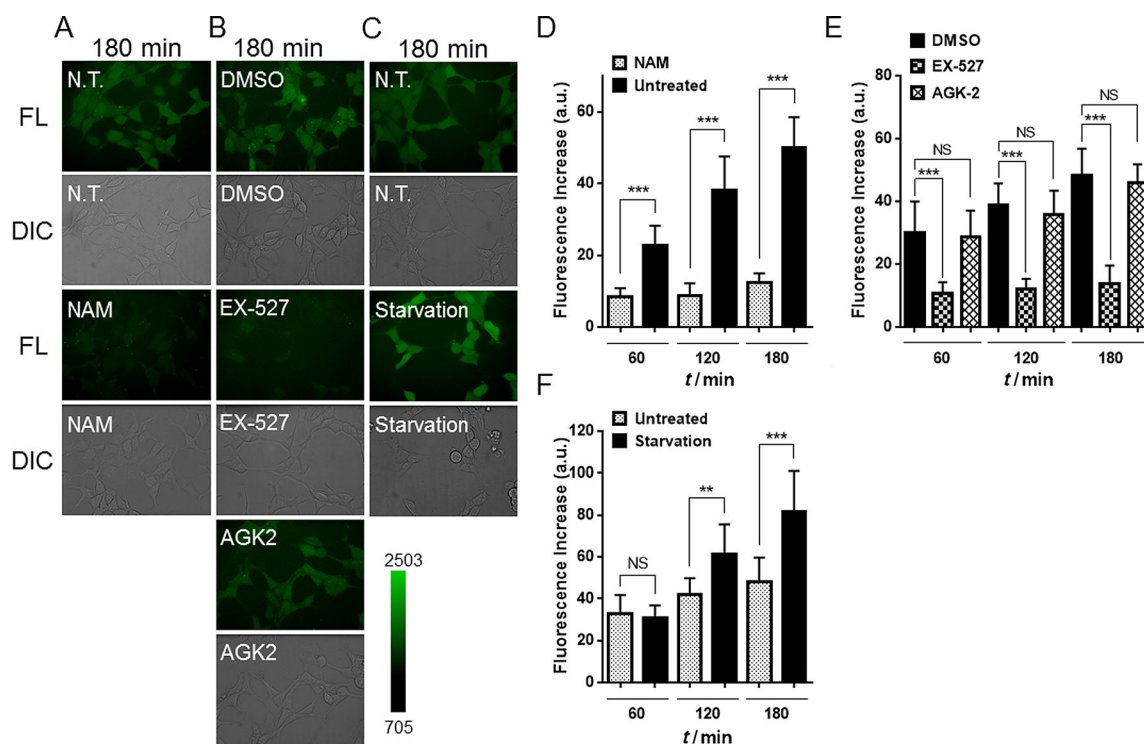 A
B
C
180 min
180 min
180 min
FL
N.T.
DMSO
N.T.
DIC
N.T.
DMSO
N.T.
FL
NAM
EX-527
Starvation
DIC
NAM
EX-527
Starvation
AGK2
AGK2
2503
705
D
NAM
Untreated
Fluorescence Increase (a.u.)
60
40
20
0
***
***
***
60
120
180
t / min
E
DMSO
EX-527
AGK-2
Fluorescence Increase (a.u.)
80
60
40
20
0
NS
***
NS
***
NS
***
60
120
180
t / min
F
Untreated
Starvation
Fluorescence Increase (a.u.)
120
100
80
60
40
20
0
NS
**
***
60
120
180
t / min